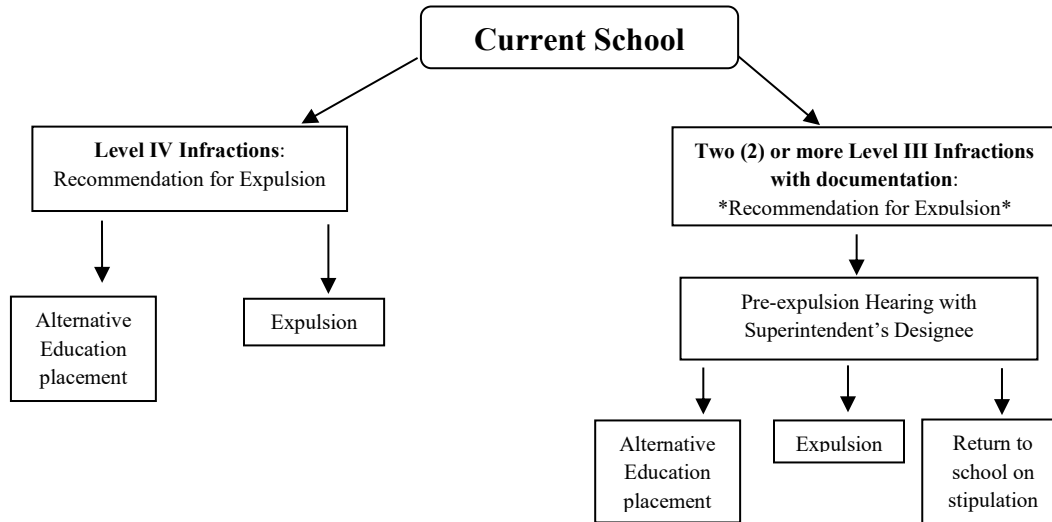 Current School
Level IV Infractions:
Recommendation for Expulsion
Two (2) or more Level III Infractions
with documentation:
*Recommendation for Expulsion*
Alternative
Education
placement
Expulsion
Pre-expulsion Hearing with
Superintendent’s Designee
Alternative
Education
placement
Expulsion
Return to
school on
stipulation